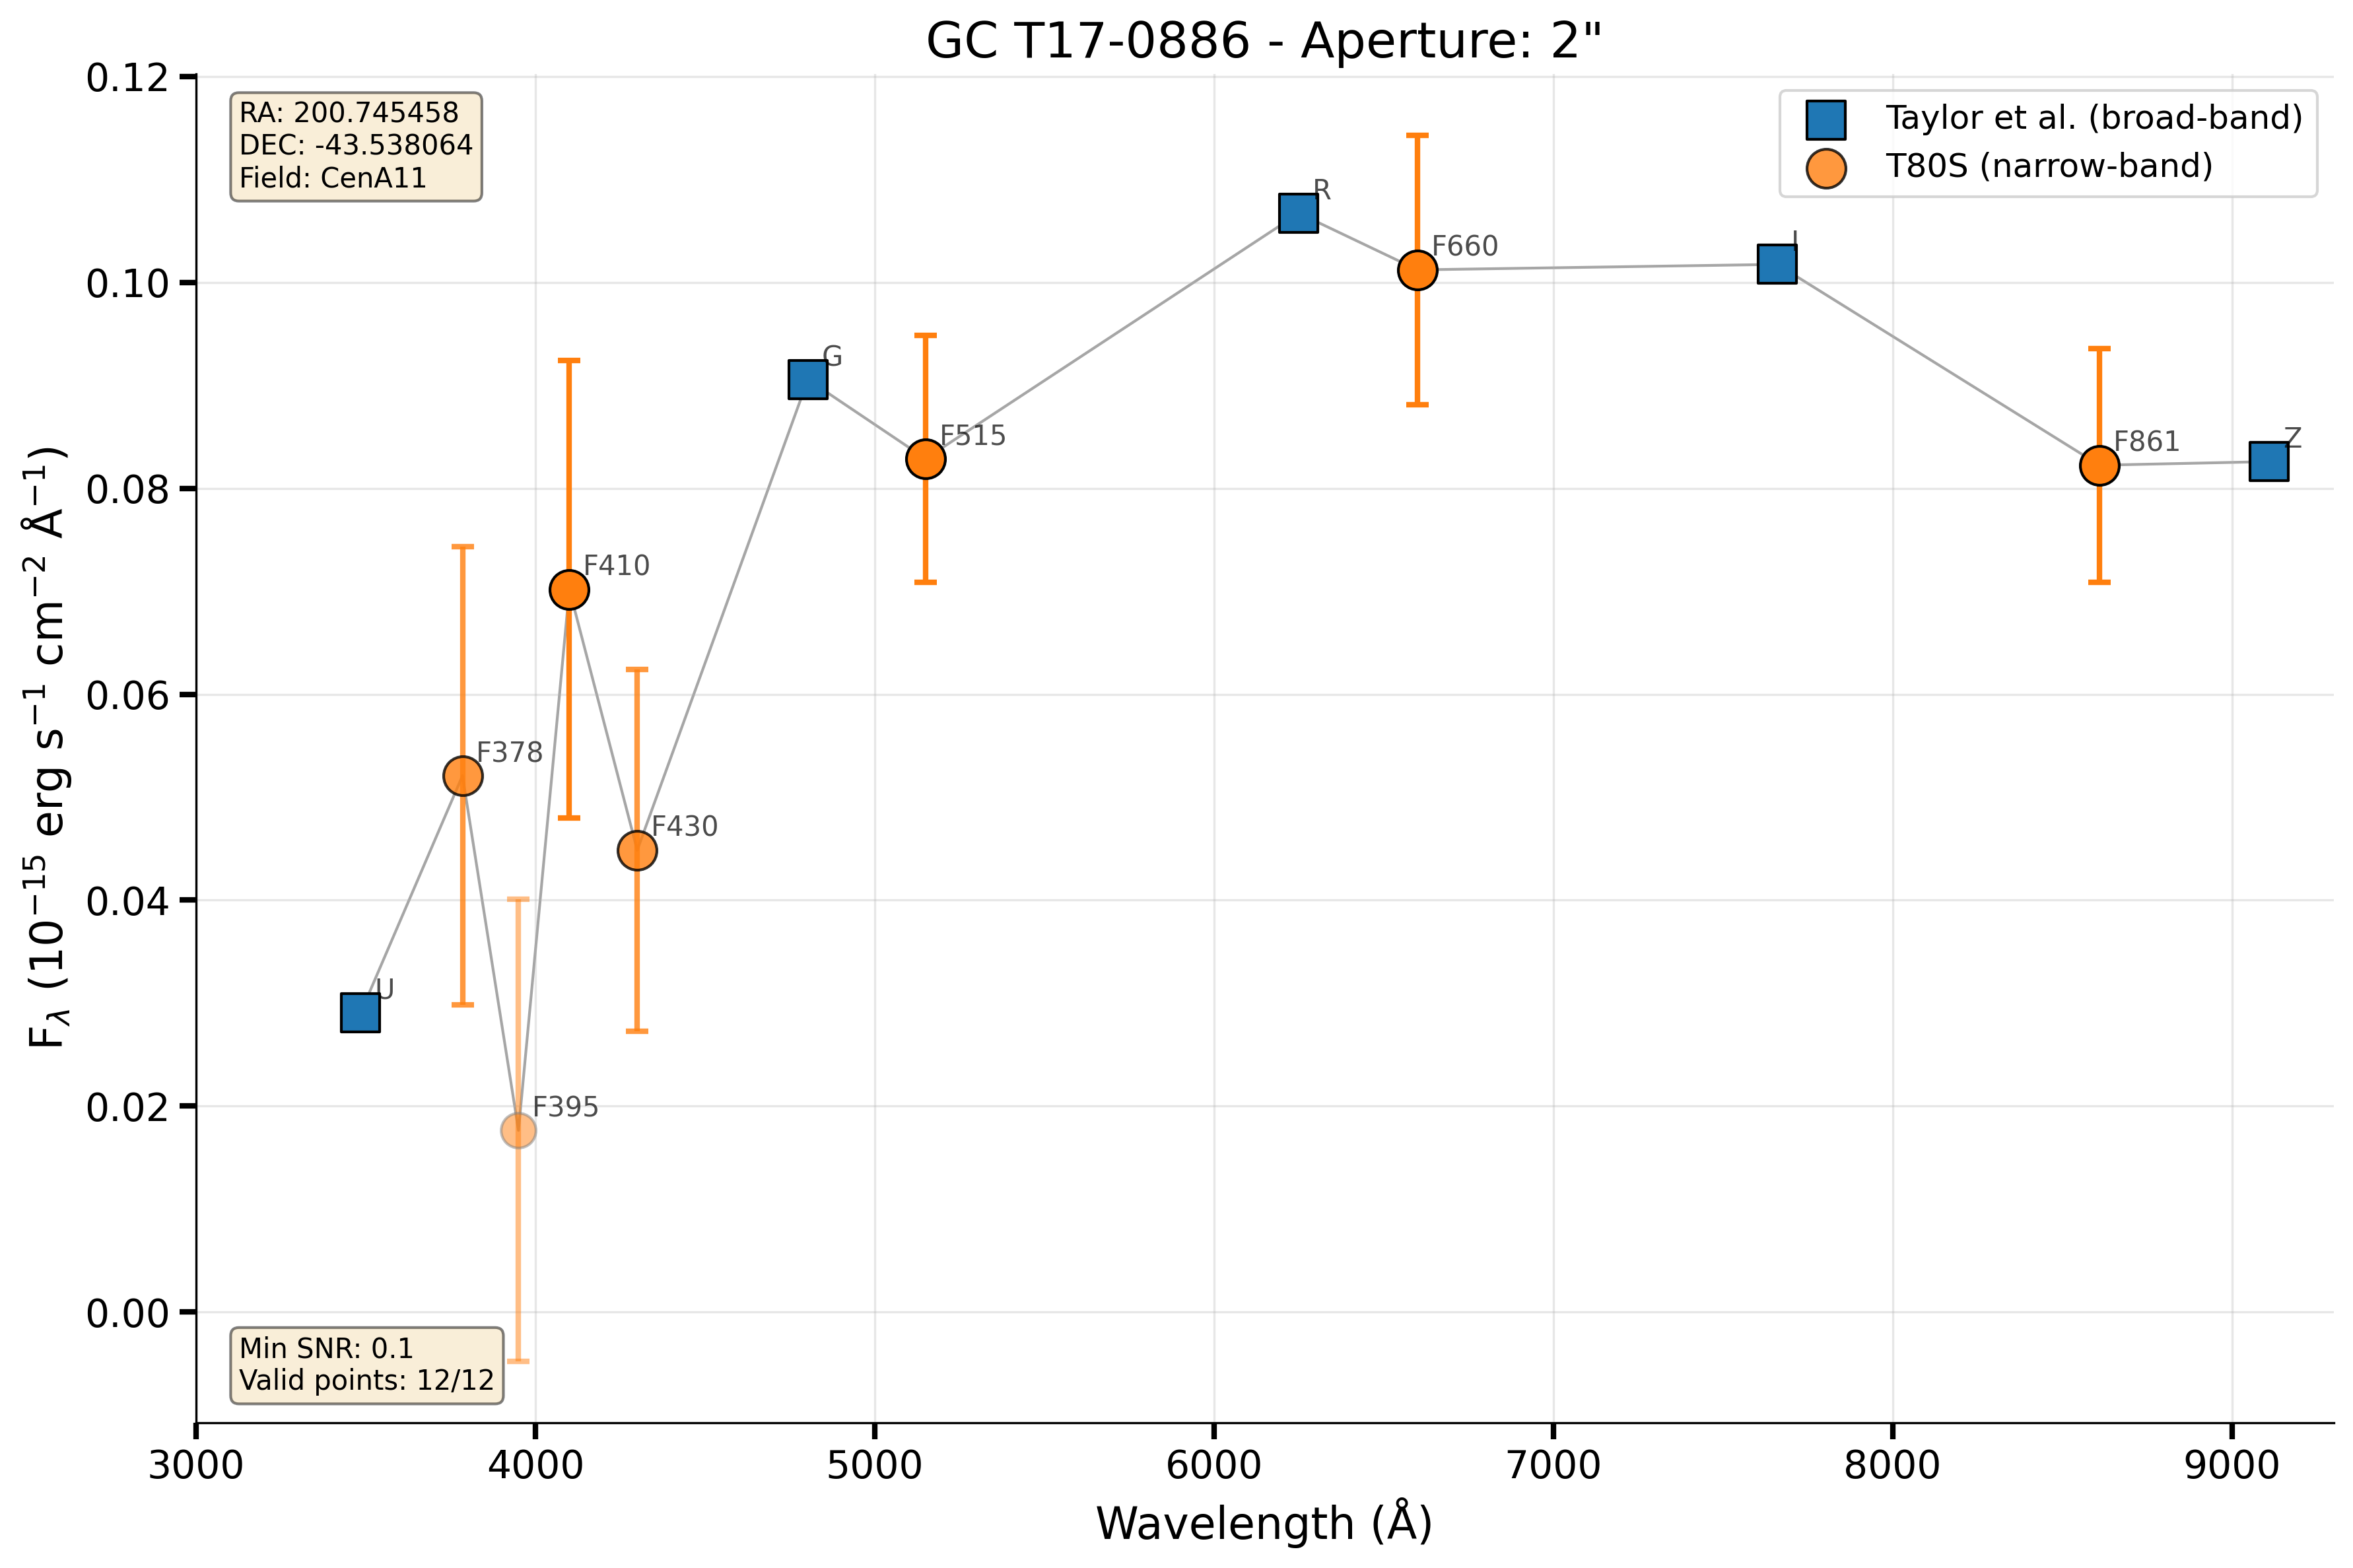 GC T17-0886 - Aperture: 2"
RA: 200.745458
DEC: -43.538064
Field: CenA11
Taylor et al. (broad-band)
T80S (narrow-band)
F$_λ$ (10$^{−15}$ erg s$^{−1}$ cm$^{−2}$ Å$^{−1}$)
0.12
0.10
0.08
0.06
0.04
0.02
0.00
U
F378
F395
F410
F430
G
F515
R
F660
I
F861
Z
Min SNR: 0.1
Valid points: 12/12
3000 4000 5000 6000 7000 8000 9000
Wavelength (Å)